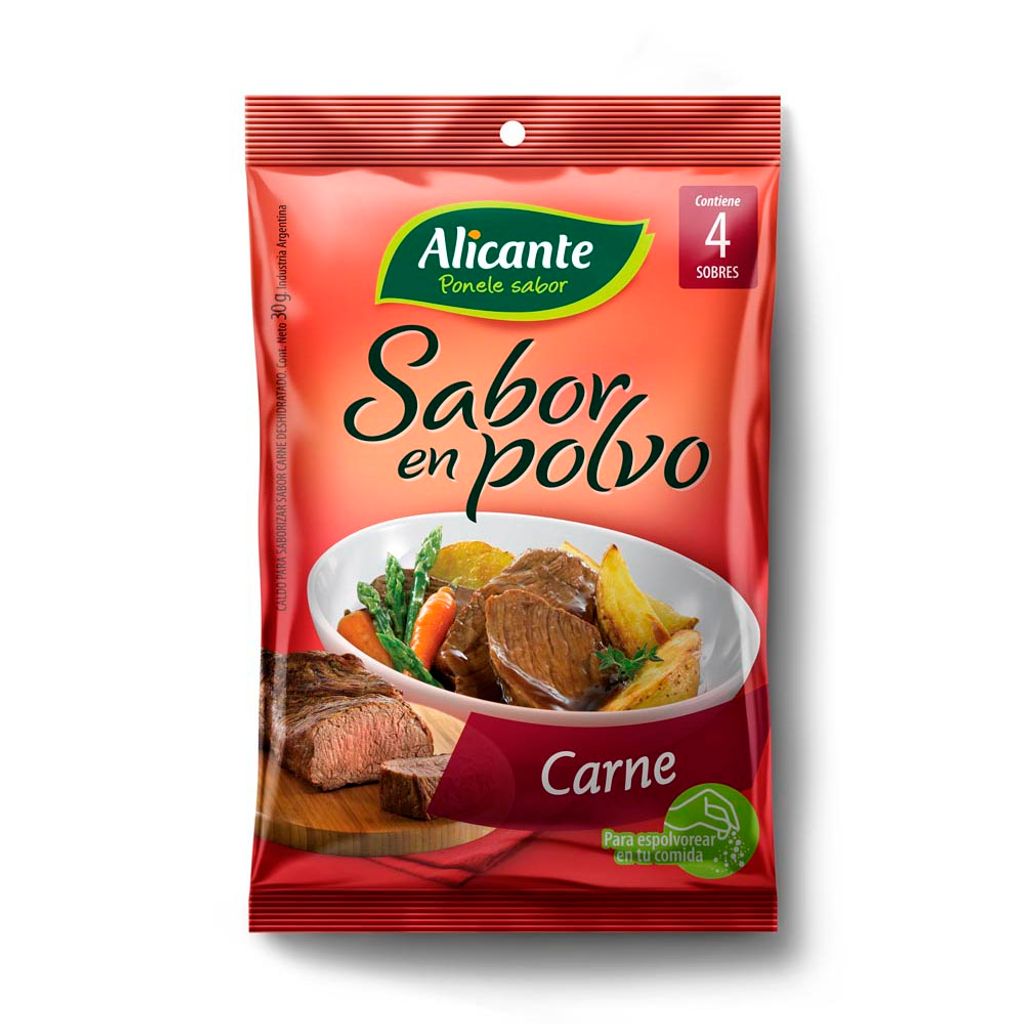 Alicante
Ponele sabor
Contiene
4
SOBRES
Sabor
en polvo
Carne
Para espolvorear
en tu comida
CALDO PARA SABORIZAR SABOR CARNE DESHIDRATADO. Cont. Neto 30 g Industria Argentina